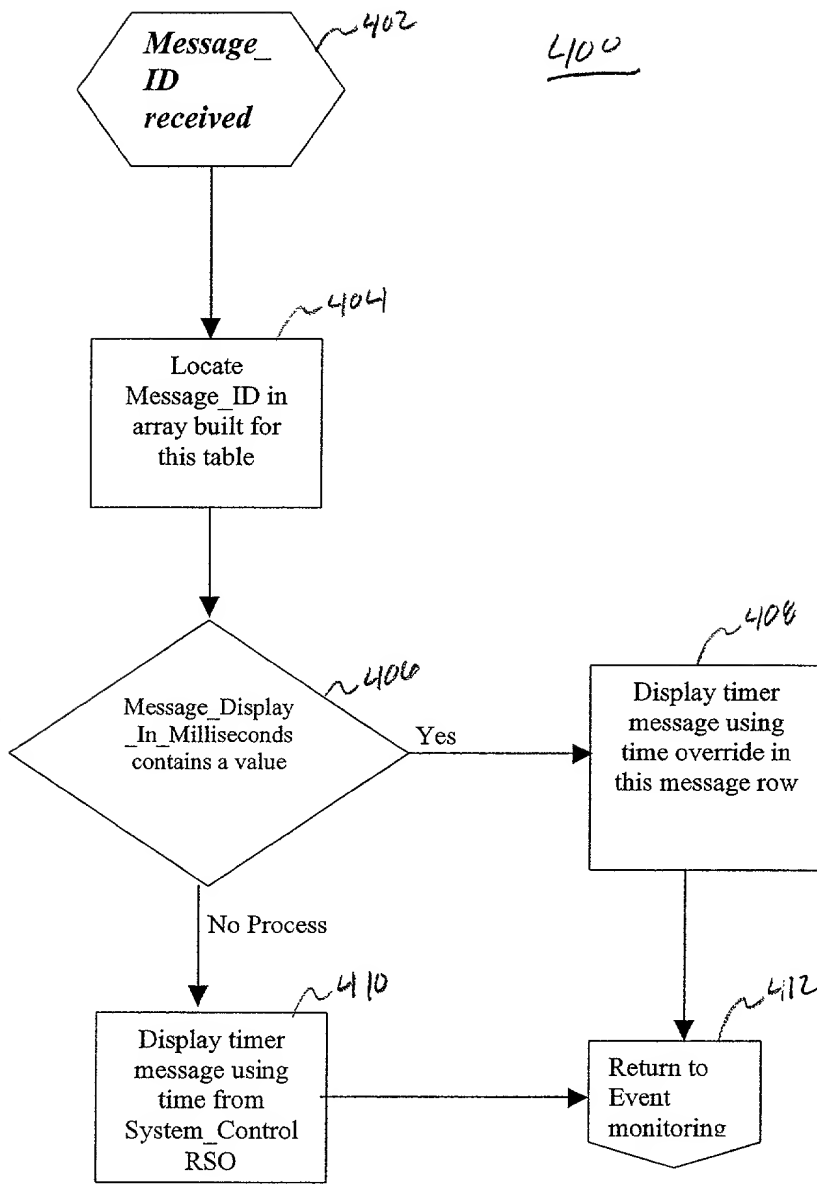 Message_
ID
received
402
400
404
Locate
Message_ID in
array built for
this table
406
Message_Display
_In_Milliseconds
contains a value
Yes
408
Display timer
message using
time override in
this message row
No Process
410
Display timer
message using
time from
System_Control
RSO
412
Return to
Event
monitoring